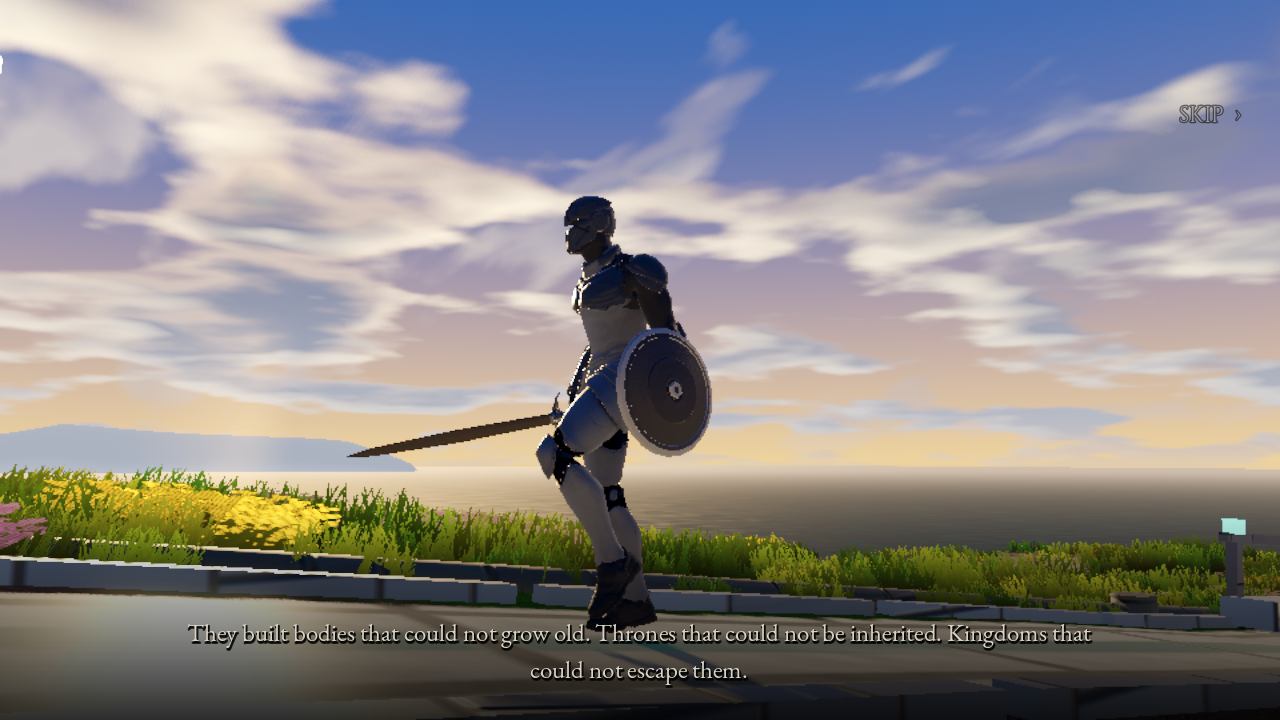 SKIP ›
They built bodies that could not grow old. Thrones that could not be inherited. Kingdoms that
could not escape them.